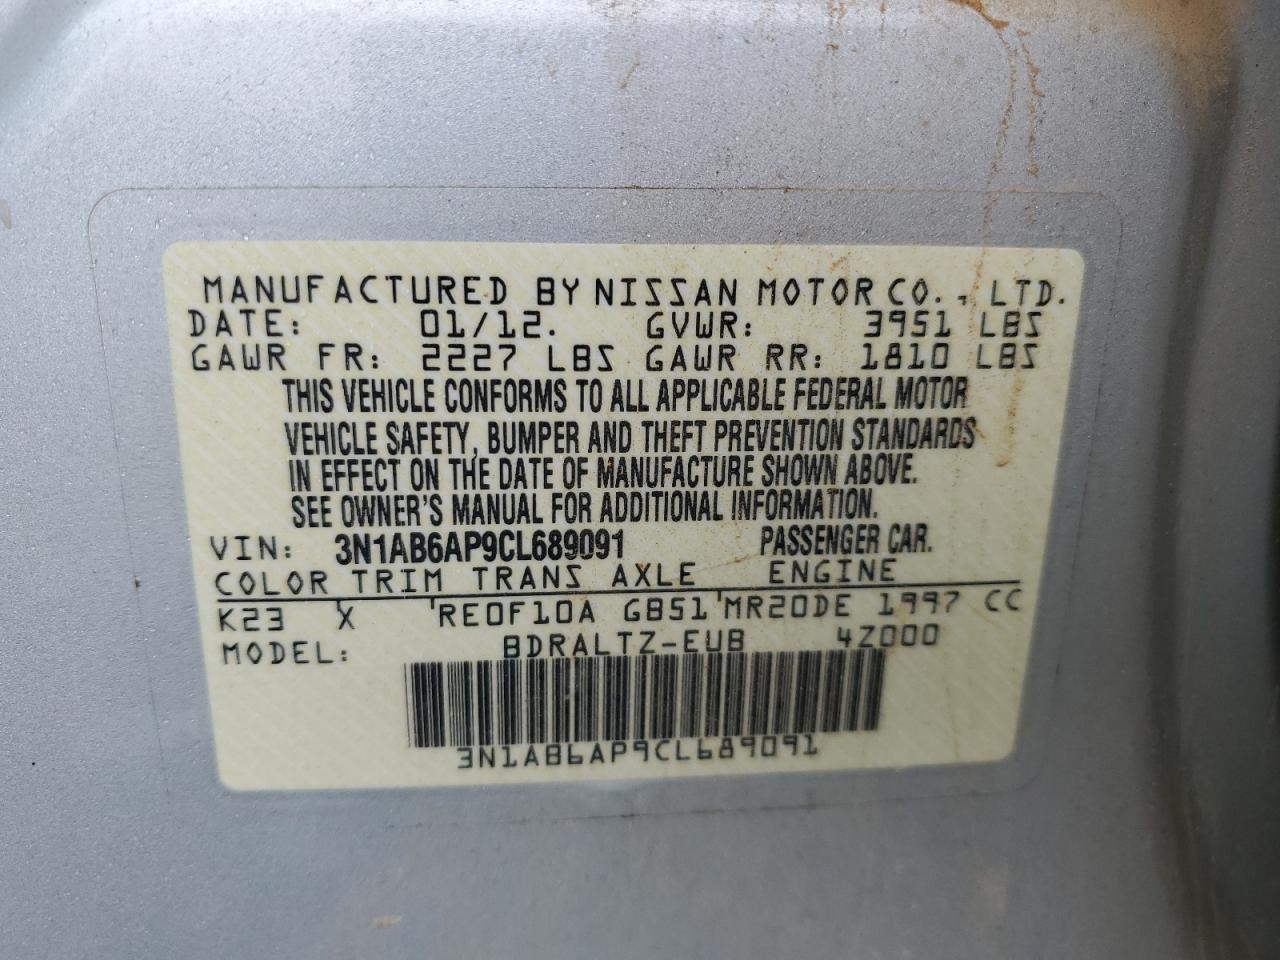 MANUFACTURED BY NISSAN MOTOR CO., LTD.
DATE: 01/12. GVWR: 3951 LBS
GAWR FR: 2227 LBS GAWR RR: 1810 LBS
THIS VEHICLE CONFORMS TO ALL APPLICABLE FEDERAL MOTOR
VEHICLE SAFETY, BUMPER AND THEFT PREVENTION STANDARDS
IN EFFECT ON THE DATE OF MANUFACTURE SHOWN ABOVE.
SEE OWNER'S MANUAL FOR ADDITIONAL INFORMATION.
VIN: 3N1AB6AP9CL689091 PASSENGER CAR.
COLOR TRIM TRANS AXLE ENGINE
K23 X RE0F10A GB51 MR20DE 1997 CC
MODEL: BDRALTZ-EUB 4Z000
3N1AB6AP9CL689091